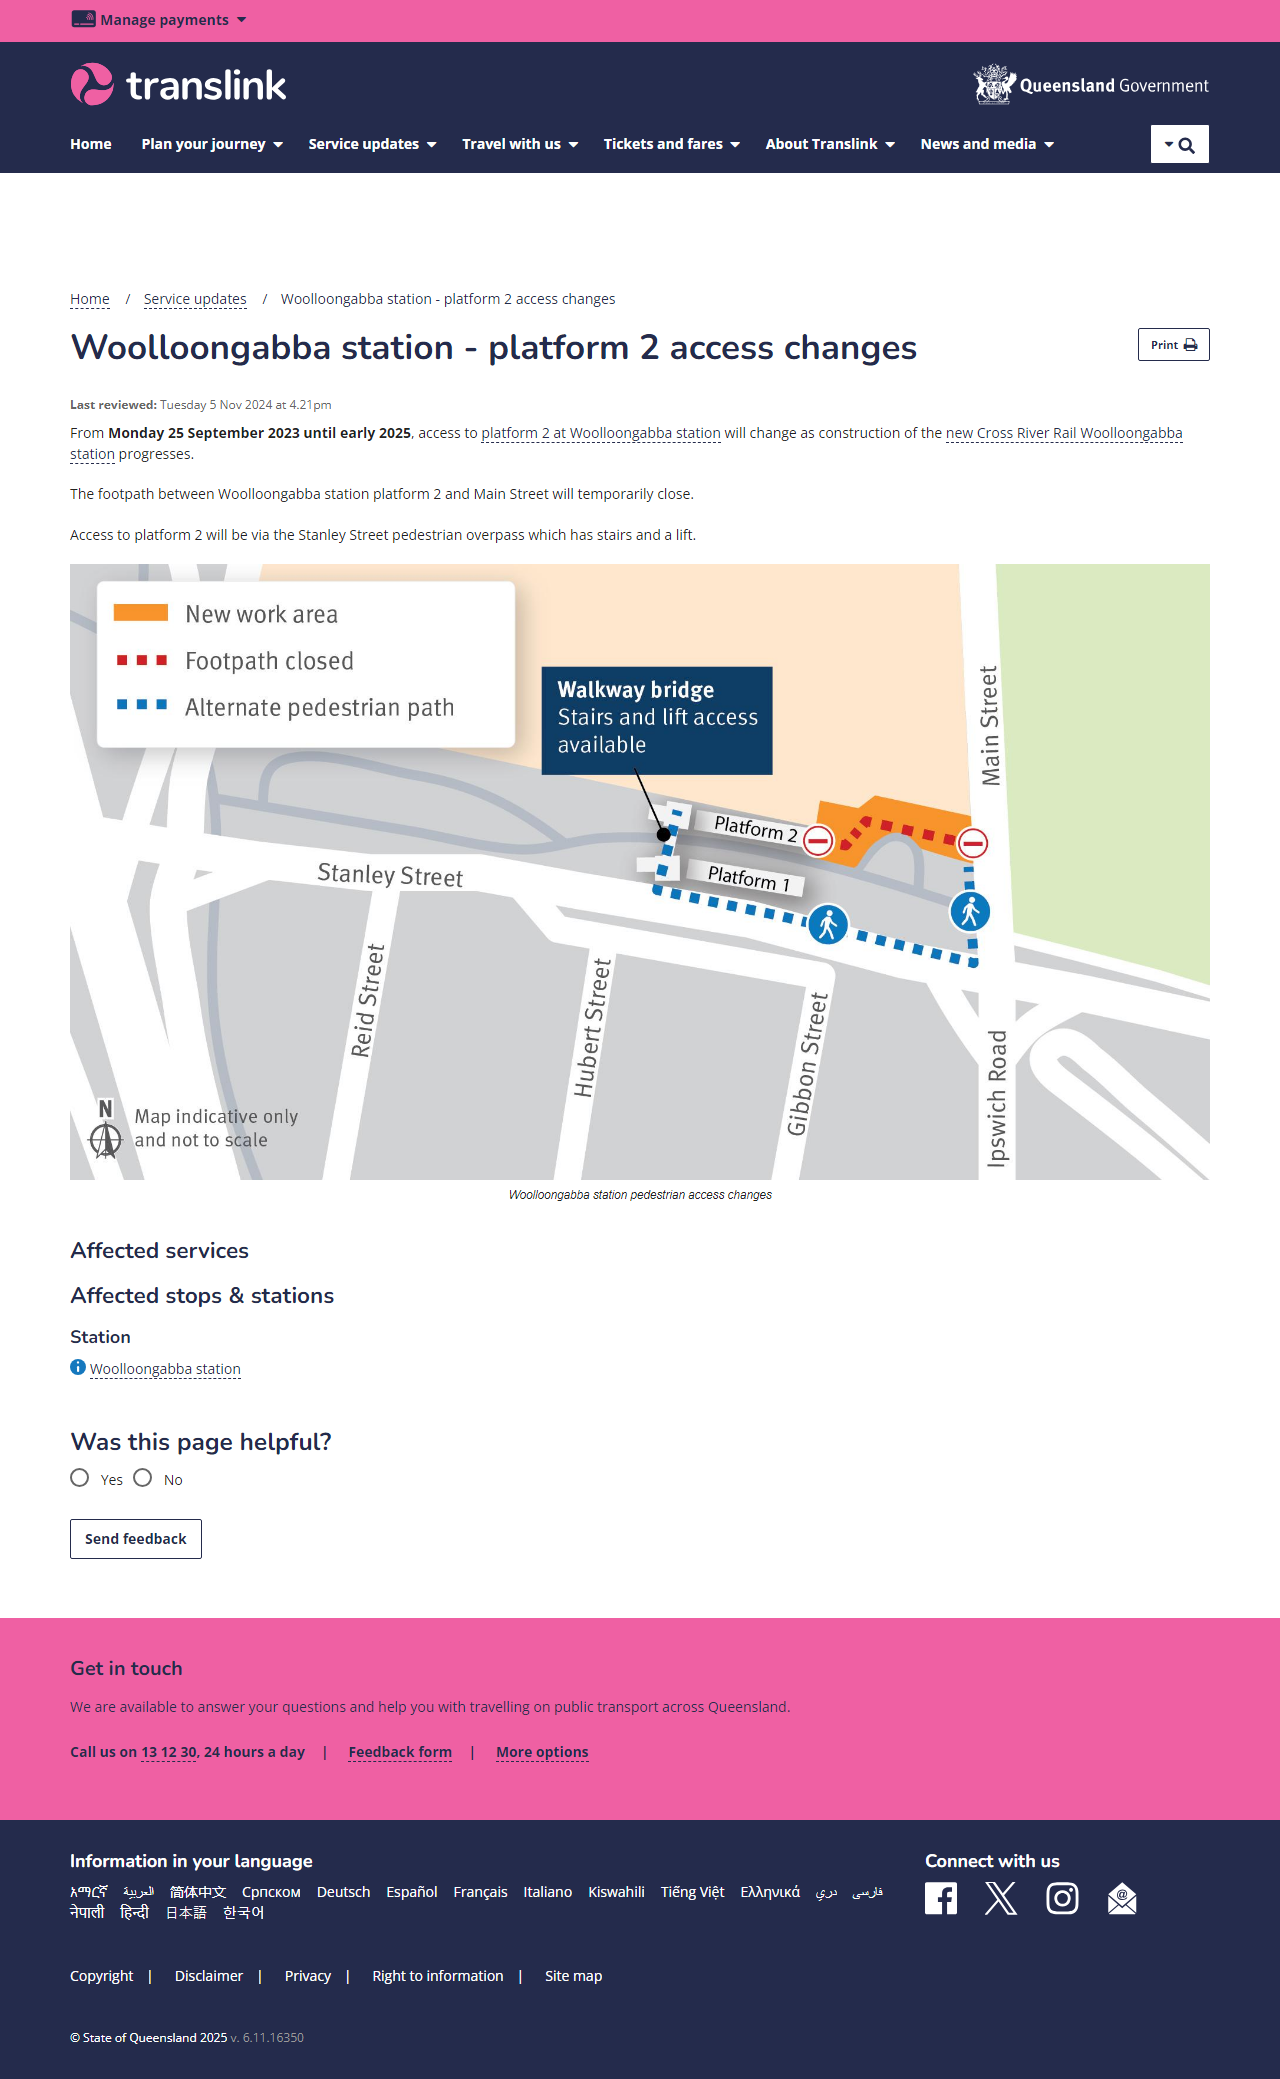 Manage payments
translink
Queensland Government
Home Plan your journey Service updates Travel with us Tickets and fares About Translink News and media
Home / Service updates / Woolloongabba station - platform 2 access changes
Woolloongabba station - platform 2 access changes
Print
Last reviewed: Tuesday 5 Nov 2024 at 4.21pm
From Monday 25 September 2023 until early 2025, access to platform 2 at Woolloongabba station will change as construction of the new Cross River Rail Woolloongabba
station progresses.
The footpath between Woolloongabba station platform 2 and Main Street will temporarily close.
Access to platform 2 will be via the Stanley Street pedestrian overpass which has stairs and a lift.
New work area
Footpath closed
Alternate pedestrian path
Walkway bridge
Stairs and lift access
available
Main Street
Platform 2
Platform 1
Stanley Street
Reid Street
Hubert Street
Gibbon Street
Ipswich Road
N
Map indicative only
and not to scale
Woolloongabba station pedestrian access changes
Affected services
Affected stops & stations
Station
Woolloongabba station
Was this page helpful?
Yes No
Send feedback
Get in touch
We are available to answer your questions and help you with travelling on public transport across Queensland.
Call us on 13 12 30, 24 hours a day | Feedback form | More options
Information in your language
አማርኛ العربية 简体中文 Српском Deutsch Español Français Italiano Kiswahili Tiếng Việt Ελληνικά دري فارسی
नेपाली हिन्दी 日本語 한국어
Connect with us
Copyright | Disclaimer | Privacy | Right to information | Site map
© State of Queensland 2025 v. 6.11.16350